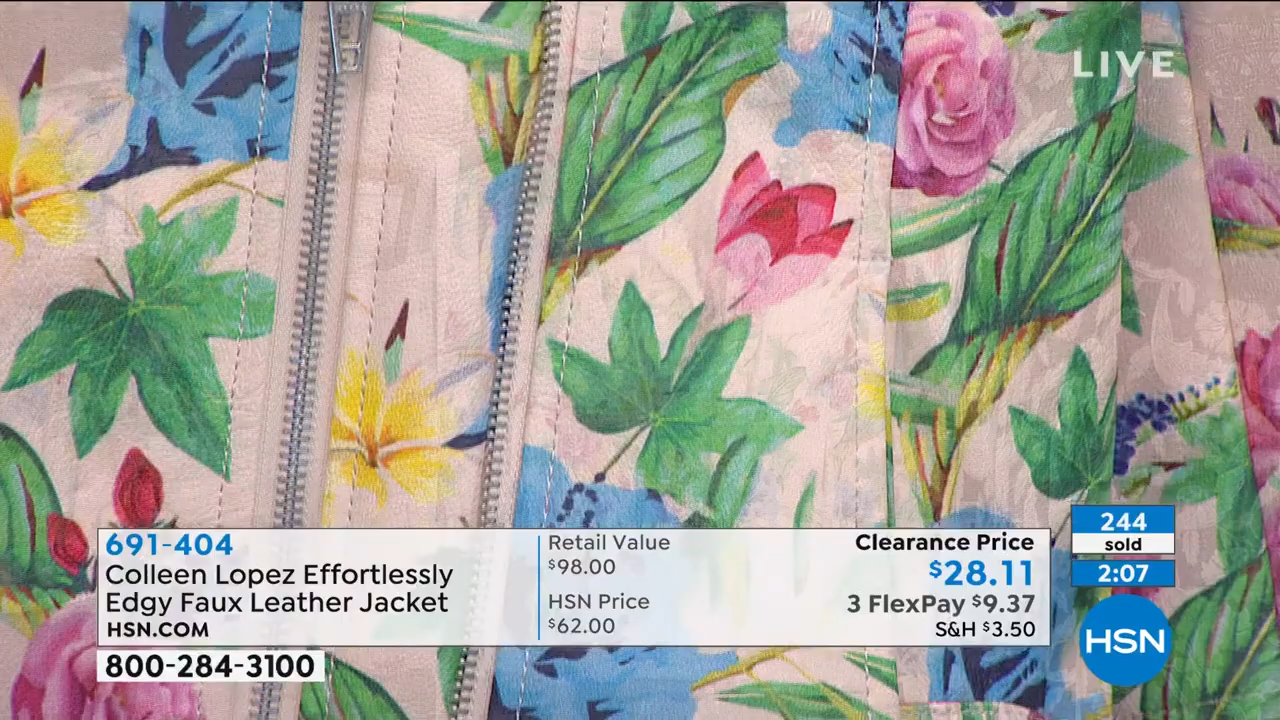 LIVE
691-404
Colleen Lopez Effortlessly
Edgy Faux Leather Jacket
HSN.COM
Retail Value
$98.00
HSN Price
$62.00
Clearance Price
$28.11
3 FlexPay $9.37
S&H $3.50
244
sold
2:07
HSN
800-284-3100